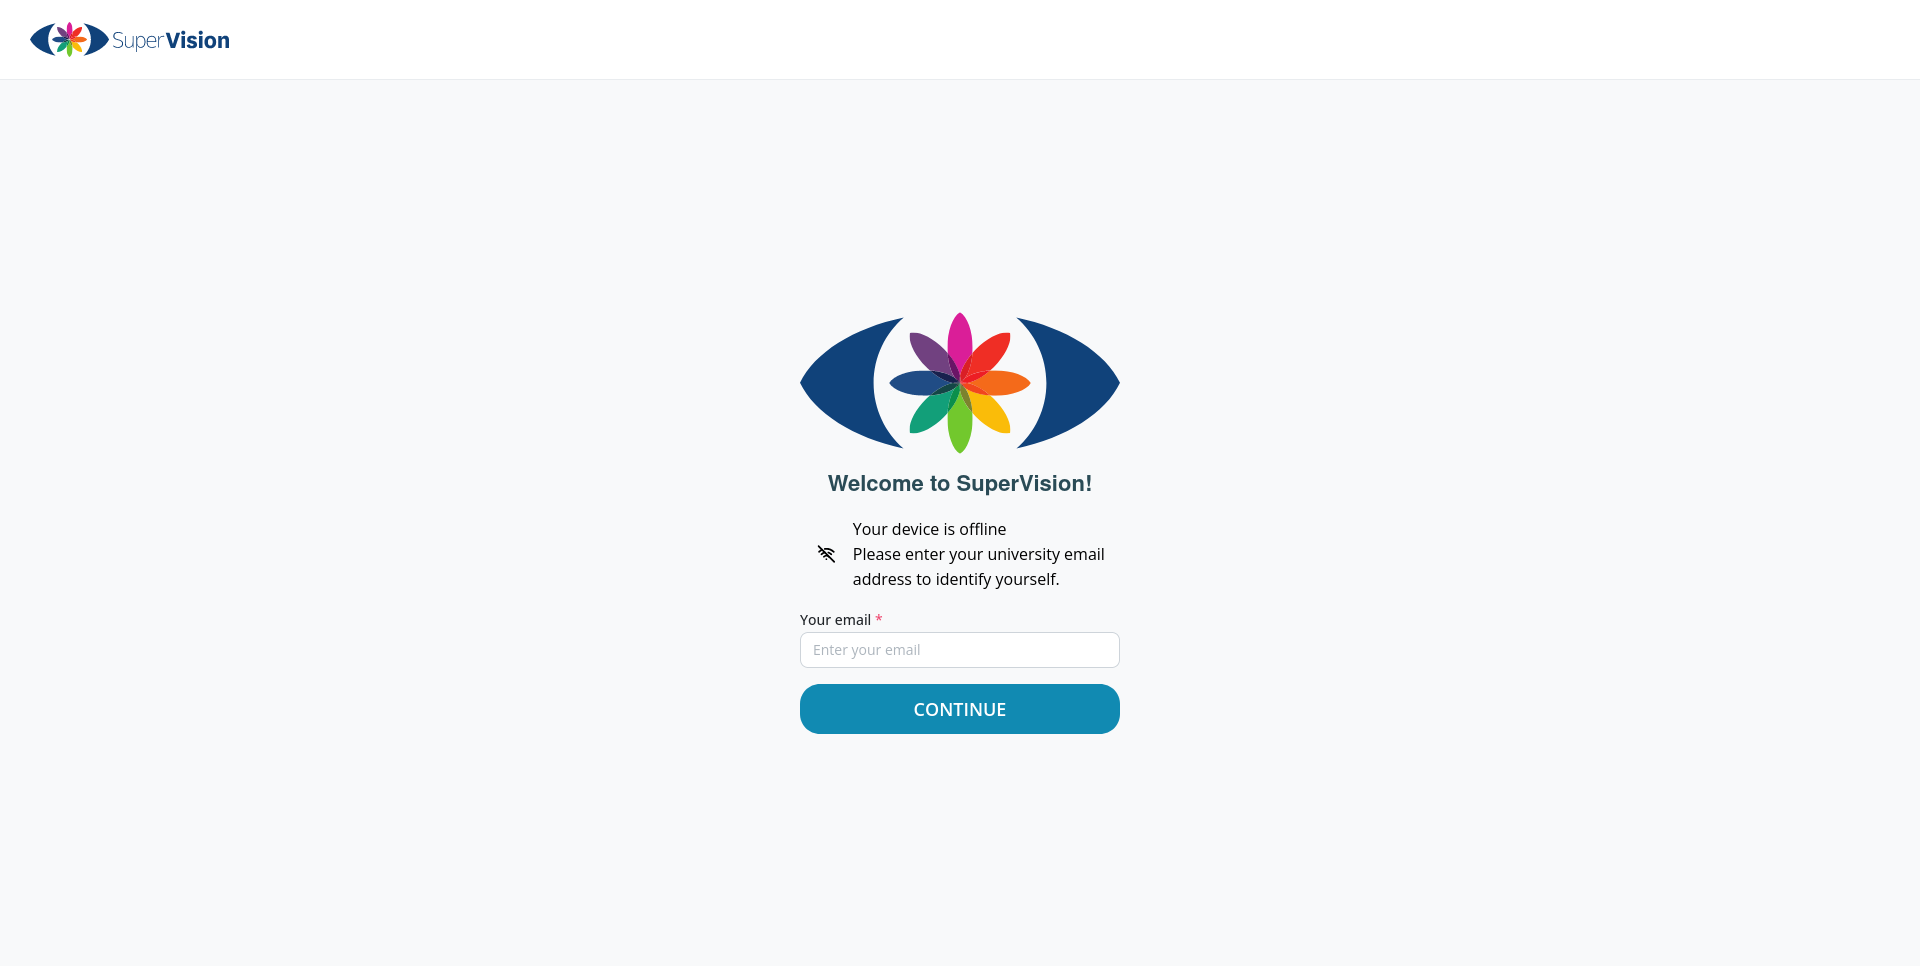 SuperVision
Welcome to SuperVision!
Your device is offline
Please enter your university email
address to identify yourself.
Your email *
Enter your email
CONTINUE